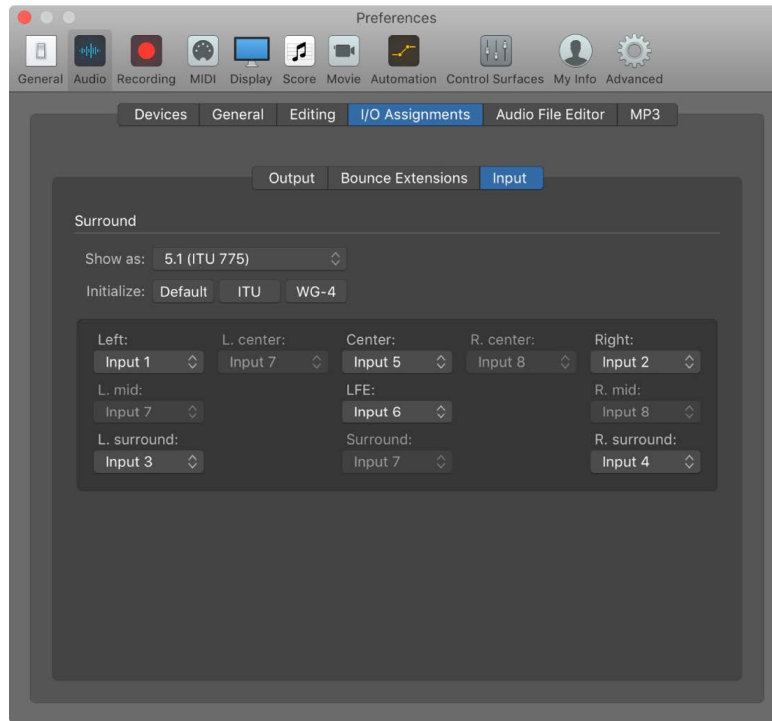 Preferences
General Audio Recording MIDI Display Score Movie Automation Control Surfaces My Info Advanced
Devices General Editing I/O Assignments Audio File Editor MP3
Output Bounce Extensions Input
Surround
Show as: 5.1 (ITU 775)
Initialize: Default ITU WG-4
Left: L. center: Center: R. center: Right:
Input 1 Input 7 Input 5 Input 8 Input 2
L. mid: LFE: R. mid:
Input 7 Input 6 Input 8
L. surround: Surround: R. surround:
Input 3 Input 7 Input 4